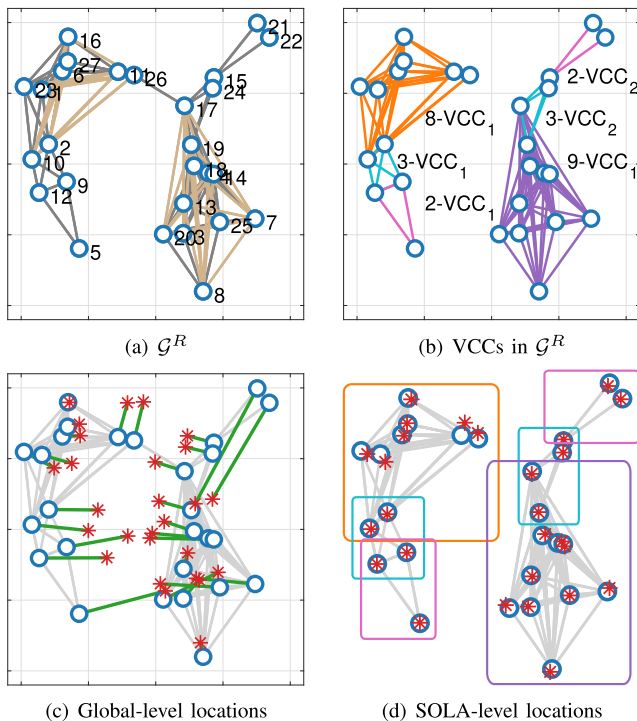 16
21
22
27
6
11
26
15
23
1
24
17
2
19
10
18
4
14
9
12
13
7
25
20
3
5
8
2-VCC2
8-VCC1
3-VCC2
3-VCC1
9-VCC1
2-VCC1
(a) 𝒢^R
(b) VCCs in 𝒢^R
(c) Global-level locations
(d) SOLA-level locations